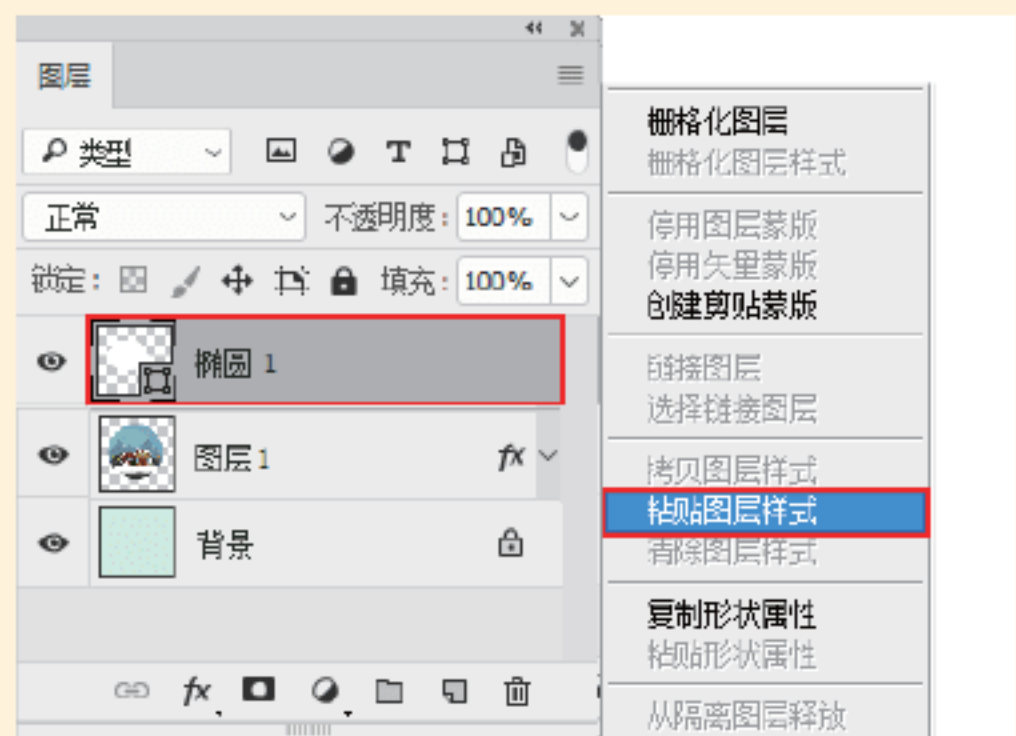 图层
类型
正常 不透明度: 100%
锁定: 填充: 100%
椭圆 1
图层 1 fx
背景
fx
栅格化图层
栅格化图层样式
停用图层蒙版
停用矢量蒙版
创建剪贴蒙版
链接图层
选择链接图层
拷贝图层样式
粘贴图层样式
清除图层样式
复制形状属性
粘贴形状属性
从隔离图层释放